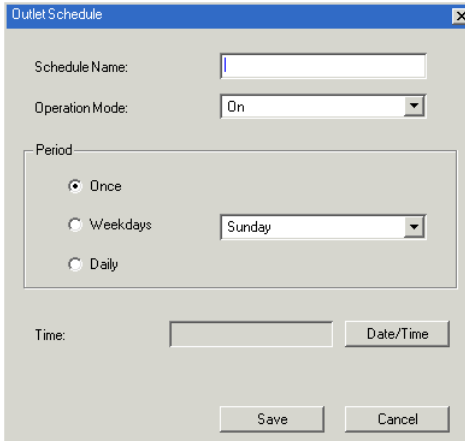 Outlet Schedule
Schedule Name:
Operation Mode: On
Period
Once
Weekdays Sunday
Daily
Time: Date/Time
Save Cancel